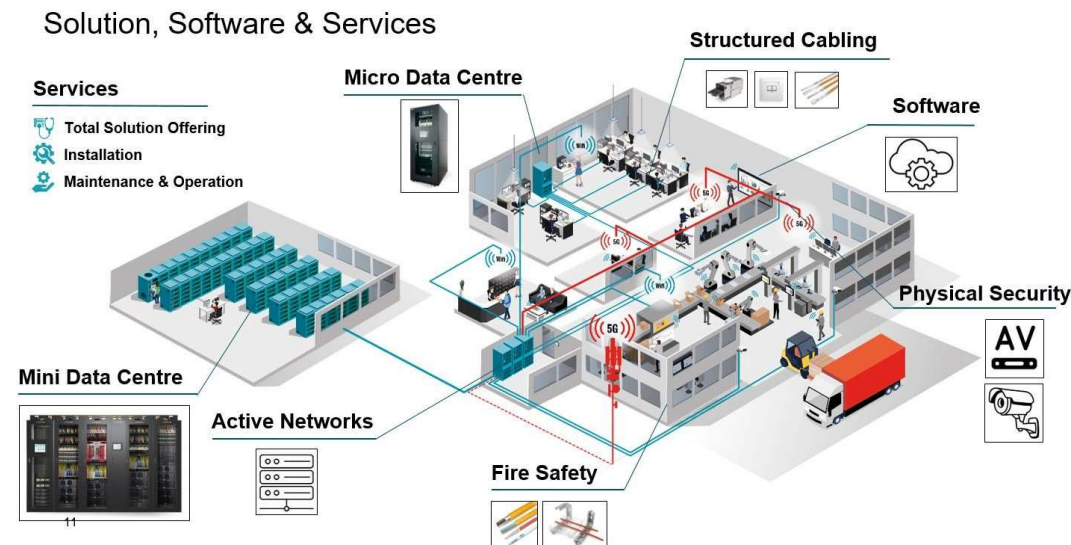 Solution, Software & Services
Services
Total Solution Offering
Installation
Maintenance & Operation
Micro Data Centre
Structured Cabling
Software
Physical Security
AV
Mini Data Centre
Active Networks
Fire Safety
5G
5G
5G
5G
11